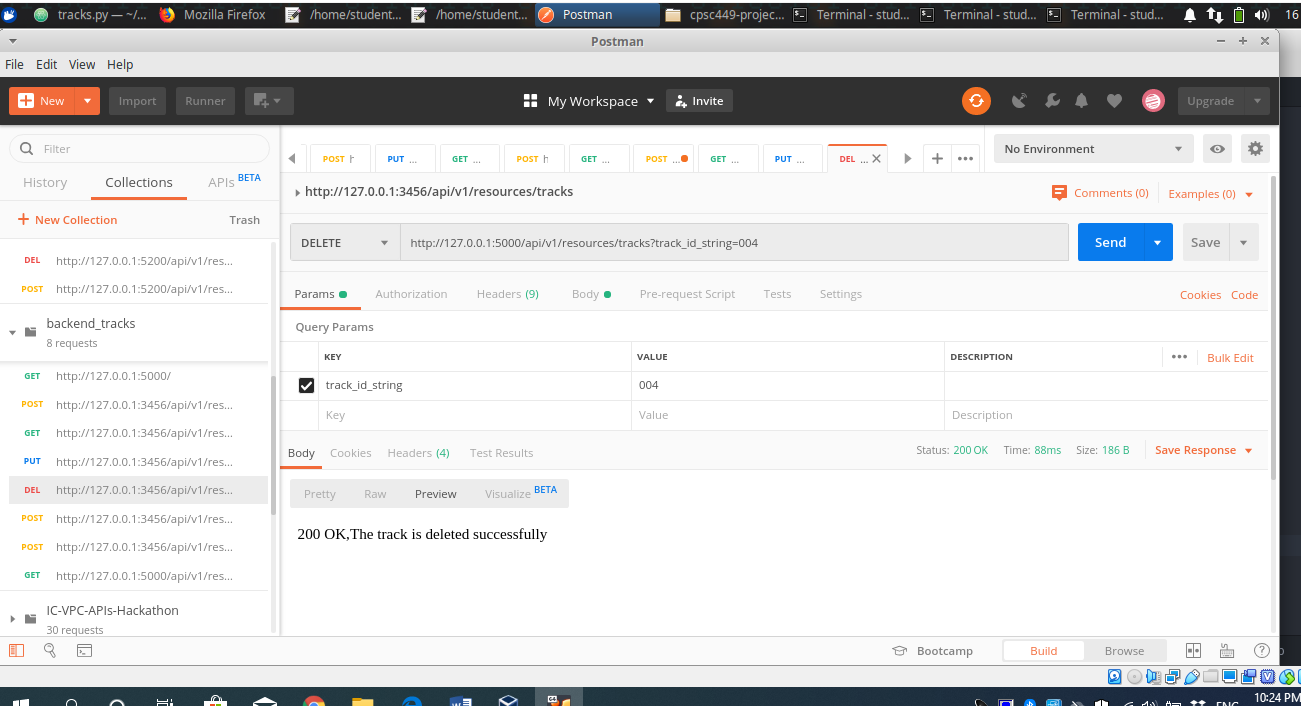 tracks.py — ~/...
Mozilla Firefox
/home/student...
/home/student...
Postman
cpsc449-projec...
Terminal - stud...
Terminal - stud...
Terminal - stud...
16
Postman
File Edit View Help
New
Import
Runner
My Workspace
Invite
Upgrade
Filter
History
Collections
APIs BETA
New Collection
Trash
DEL http://127.0.0.1:5200/api/v1/res...
POST http://127.0.0.1:5200/api/v1/res...
backend_tracks
8 requests
GET http://127.0.0.1:5000/
POST http://127.0.0.1:3456/api/v1/res...
GET http://127.0.0.1:3456/api/v1/res...
PUT http://127.0.0.1:3456/api/v1/res...
DEL http://127.0.0.1:3456/api/v1/res...
POST http://127.0.0.1:3456/api/v1/res...
POST http://127.0.0.1:3456/api/v1/res...
GET http://127.0.0.1:5000/api/v1/res...
IC-VPC-APIs-Hackathon
30 requests
POST h
PUT ...
GET ...
POST h
GET ...
POST ...
GET ...
PUT ...
DEL ...
No Environment
http://127.0.0.1:3456/api/v1/resources/tracks
Comments (0)
Examples (0)
DELETE
http://127.0.0.1:5000/api/v1/resources/tracks?track_id_string=004
Send
Save
Params
Authorization
Headers (9)
Body
Pre-request Script
Tests
Settings
Cookies
Code
Query Params
KEY VALUE DESCRIPTION
Bulk Edit
track_id_string 004
Key Value Description
Body
Cookies
Headers (4)
Test Results
Status: 200 OK
Time: 88ms
Size: 186 B
Save Response
Pretty
Raw
Preview
Visualize BETA
200 OK,The track is deleted successfully
Bootcamp
Build
Browse
10:24 PM
ENG